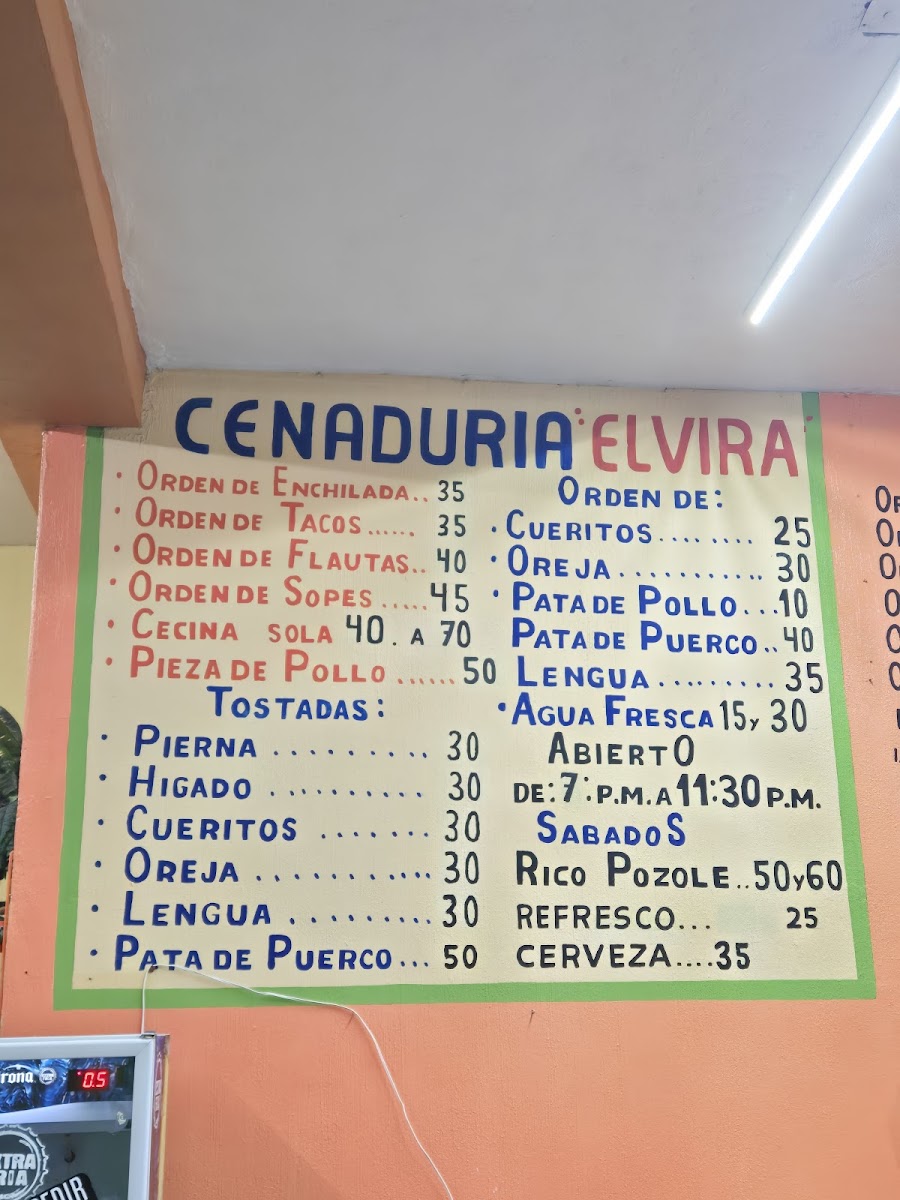 CENADURIA "ELVIRA"
· ORDEN DE ENCHILADA.. 35
· ORDEN DE TACOS...... 35
· ORDEN DE FLAUTAS.. 40
· ORDEN DE SOPES ..... 45
· CECINA SOLA 40. A 70
· PIEZA DE POLLO ...... 50
TOSTADAS:
· PIERNA ......... 30
· HIGADO .......... 30
· CUERITOS ....... 30
· OREJA ........... 30
· LENGUA ......... 30
· PATA DE PUERCO... 50
ORDEN DE:
· CUERITOS........ 25
· OREJA........... 30
· PATA DE POLLO...10
PATA DE PUERCO.. 40
LENGUA......... 35
· AGUA FRESCA 15 y 30
ABIERTO
DE: 7: P.M. A 11:30 P.M.
SABADOS
RICO POZOLE.. 50 y 60
REFRESCO... 25
CERVEZA.... 35
0.5